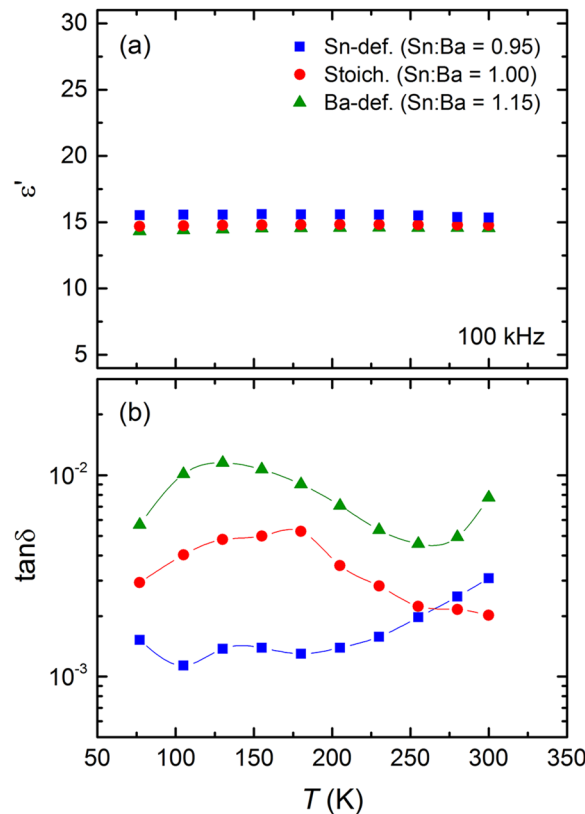 (a)
Sn-def. (Sn:Ba = 0.95)
Stoich. (Sn:Ba = 1.00)
Ba-def. (Sn:Ba = 1.15)
30
25
20
15
10
5
ε'
100 kHz
(b)
10⁻²
10⁻³
tanδ
50 100 150 200 250 300 350
T (K)